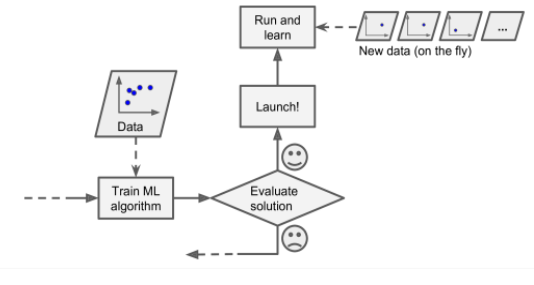 Run and
learn
...
New data (on the fly)
Launch!
Data
Train ML
algorithm
Evaluate
solution